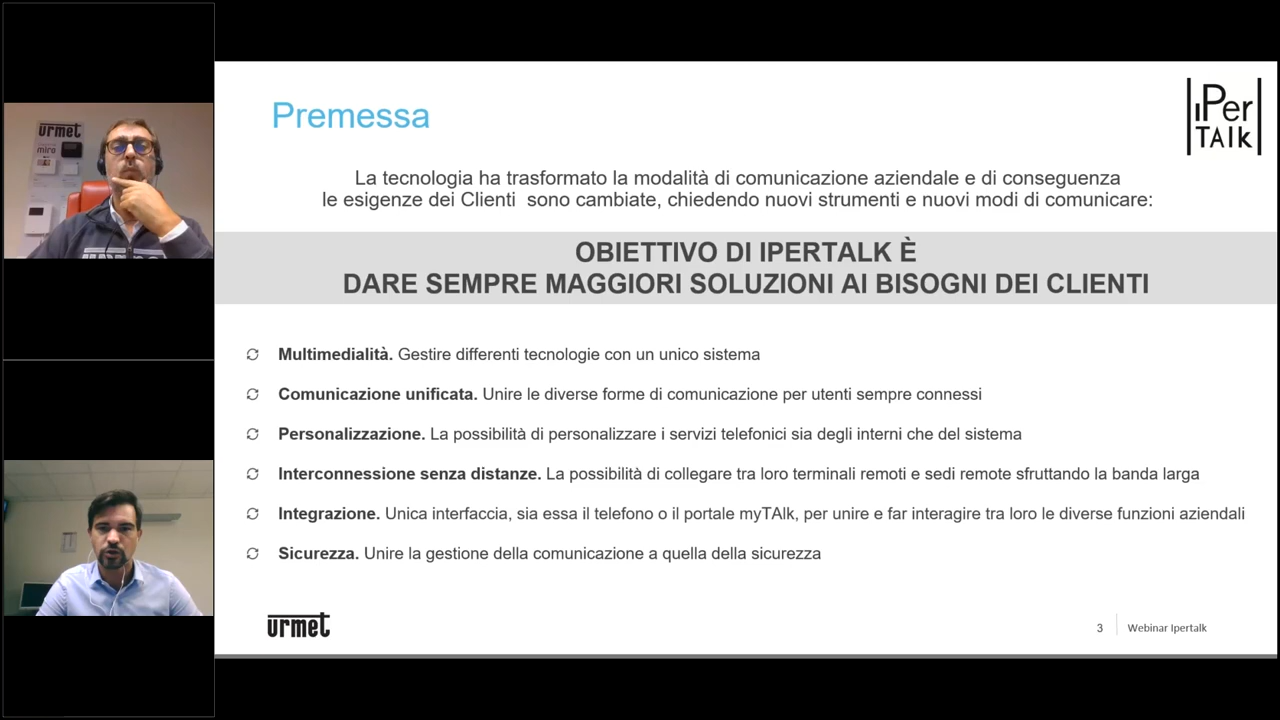 Premessa
IPer
TAlk
La tecnologia ha trasformato la modalità di comunicazione aziendale e di conseguenza
le esigenze dei Clienti sono cambiate, chiedendo nuovi strumenti e nuovi modi di comunicare:
OBIETTIVO DI IPERTALK È
DARE SEMPRE MAGGIORI SOLUZIONI AI BISOGNI DEI CLIENTI
Multimedialità. Gestire differenti tecnologie con un unico sistema
Comunicazione unificata. Unire le diverse forme di comunicazione per utenti sempre connessi
Personalizzazione. La possibilità di personalizzare i servizi telefonici sia degli interni che del sistema
Interconnessione senza distanze. La possibilità di collegare tra loro terminali remoti e sedi remote sfruttando la banda larga
Integrazione. Unica interfaccia, sia essa il telefono o il portale myTAlk, per unire e far interagire tra loro le diverse funzioni aziendali
Sicurezza. Unire la gestione della comunicazione a quella della sicurezza
urmet
3
Webinar Ipertalk
urmet
miro